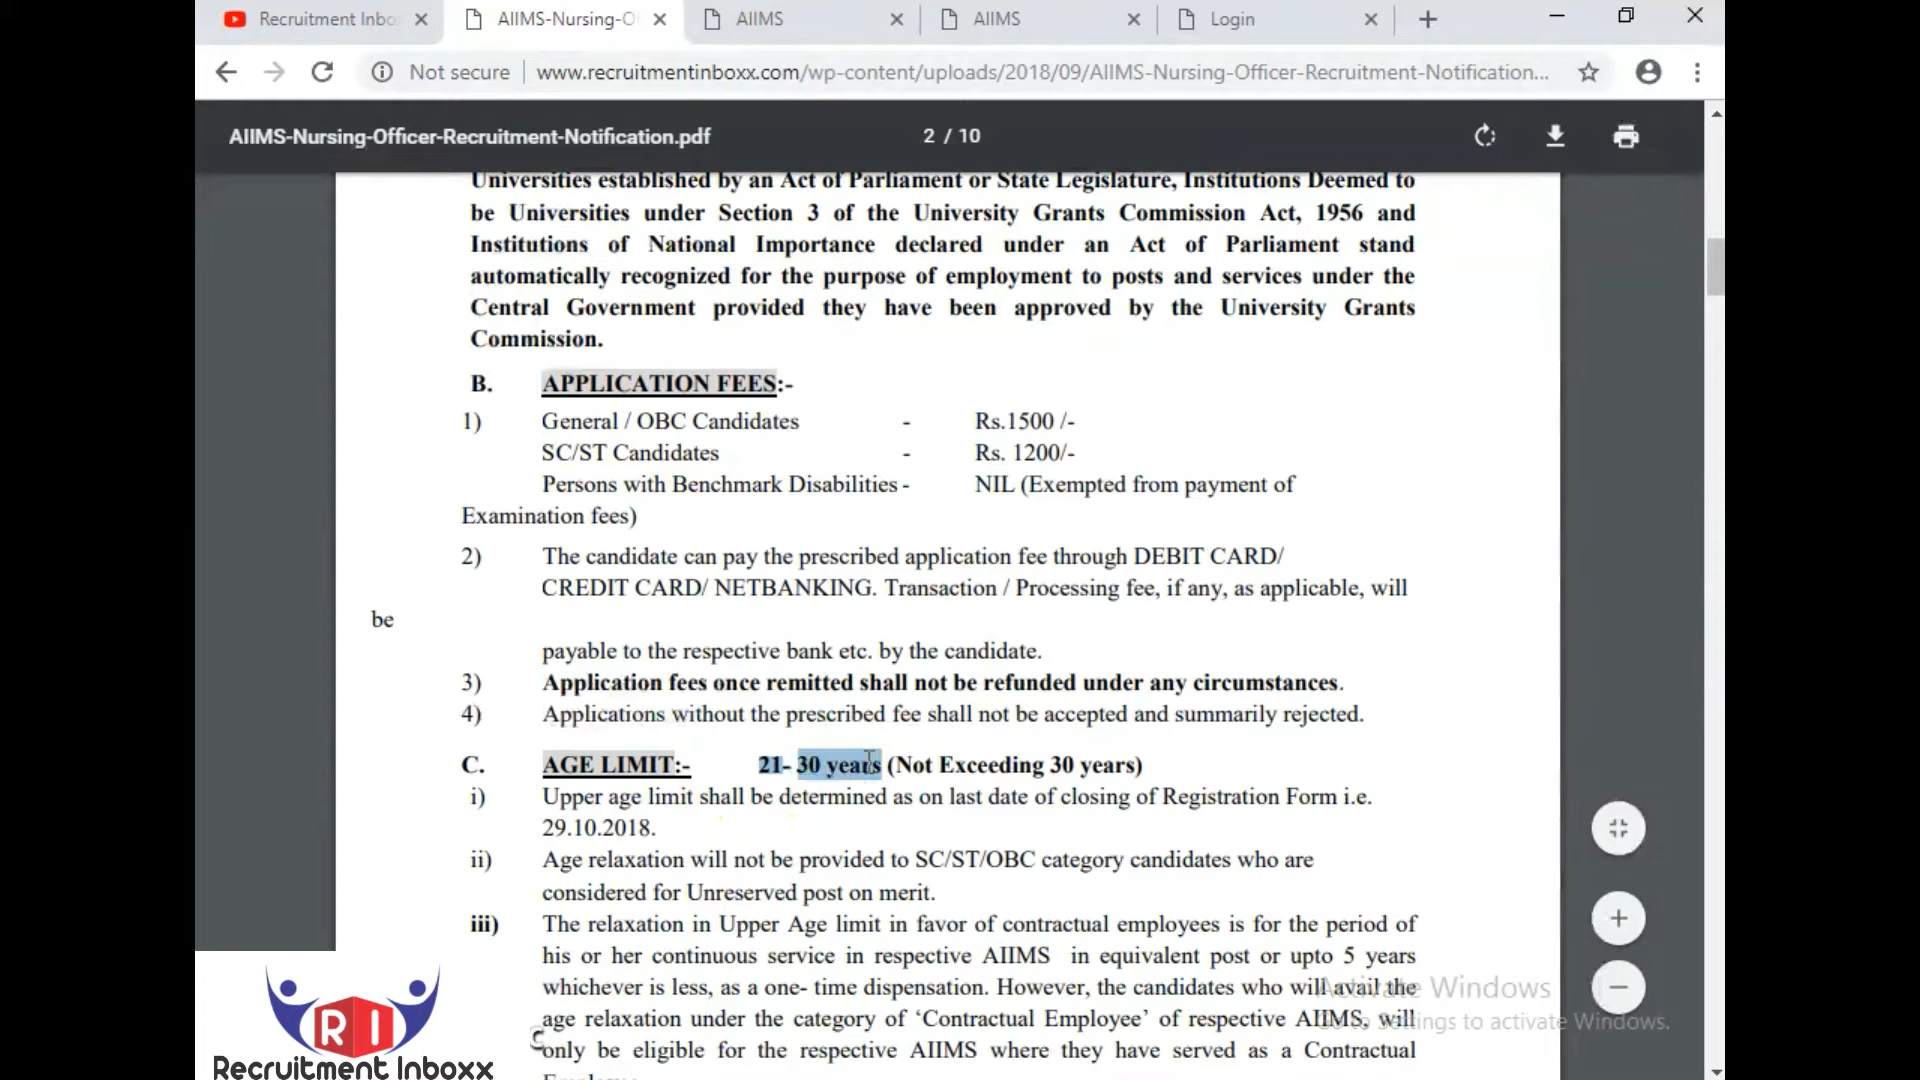 Recruitment Inbo
AIIMS-Nursing-O
AIIMS
AIIMS
Login
Not secure
www.recruitmentinboxx.com/wp-content/uploads/2018/09/AIIMS-Nursing-Officer-Recruitment-Notification...
AIIMS-Nursing-Officer-Recruitment-Notification.pdf
2 / 10
Universities established by an Act of Parliament or State Legislature, Institutions Deemed to
be Universities under Section 3 of the University Grants Commission Act, 1956 and
Institutions of National Importance declared under an Act of Parliament stand
automatically recognized for the purpose of employment to posts and services under the
Central Government provided they have been approved by the University Grants
Commission.
B. APPLICATION FEES:-
1) General / OBC Candidates - Rs.1500 /-
SC/ST Candidates - Rs. 1200/-
Persons with Benchmark Disabilities - NIL (Exempted from payment of
Examination fees)
2) The candidate can pay the prescribed application fee through DEBIT CARD/
CREDIT CARD/ NETBANKING. Transaction / Processing fee, if any, as applicable, will
be
payable to the respective bank etc. by the candidate.
3) Application fees once remitted shall not be refunded under any circumstances.
4) Applications without the prescribed fee shall not be accepted and summarily rejected.
C. AGE LIMIT:- 21- 30 years (Not Exceeding 30 years)
i) Upper age limit shall be determined as on last date of closing of Registration Form i.e.
29.10.2018.
ii) Age relaxation will not be provided to SC/ST/OBC category candidates who are
considered for Unreserved post on merit.
iii) The relaxation in Upper Age limit in favor of contractual employees is for the period of
his or her continuous service in respective AIIMS in equivalent post or upto 5 years
whichever is less, as a one- time dispensation. However, the candidates who will avail the
age relaxation under the category of ‘Contractual Employee’ of respective AIIMS, will
only be eligible for the respective AIIMS where they have served as a Contractual
Activate Windows
Go to Settings to activate Windows.
RI
Recruitment Inboxx